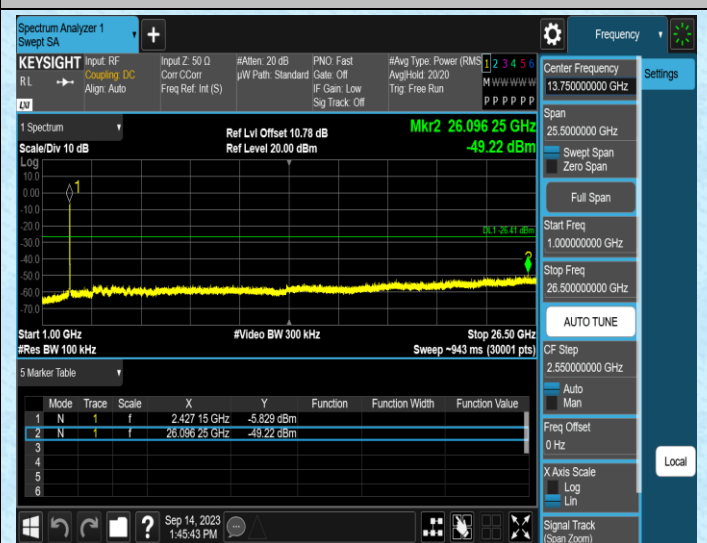 Spectrum Analyzer 1
Swept SA
Frequency
KEYSIGHT
RL
LXI
Input: RF
Coupling: DC
Align: Auto
Input Z: 50 Ω
Corr CCorr
Freq Ref: Int (S)
#Atten: 20 dB
µW Path: Standard
PNO: Fast
Gate: Off
IF Gain: Low
Sig Track: Off
#Avg Type: Power (RMS
Avg|Hold: 20/20
Trig: Free Run
1 2 3 4 5 6
M W W W W W
P P P P P P
1 Spectrum
Scale/Div 10 dB
Ref Lvl Offset 10.78 dB
Ref Level 20.00 dBm
Mkr2 26.096 25 GHz
-49.22 dBm
Log
10.0
0.00
-10.0
-20.0
-30.0
-40.0
-50.0
-60.0
-70.0
1
DL1 -26.41 dBm
2
Start 1.00 GHz
#Res BW 100 kHz
#Video BW 300 kHz
Stop 26.50 GHz
Sweep ~943 ms (30001 pts)
5 Marker Table
Mode Trace Scale X Y Function Function Width Function Value
1 N 1 f 2.427 15 GHz -5.829 dBm
2 N 1 f 26.096 25 GHz -49.22 dBm
3
4
5
6
Sep 14, 2023
1:45:43 PM
Center Frequency
13.750000000 GHz
Settings
Span
25.5000000 GHz
Swept Span
Zero Span
Full Span
Start Freq
1.000000000 GHz
Stop Freq
26.500000000 GHz
AUTO TUNE
CF Step
2.550000000 GHz
Auto
Man
Freq Offset
0 Hz
X Axis Scale
Log
Lin
Signal Track
(Span Zoom)
Local